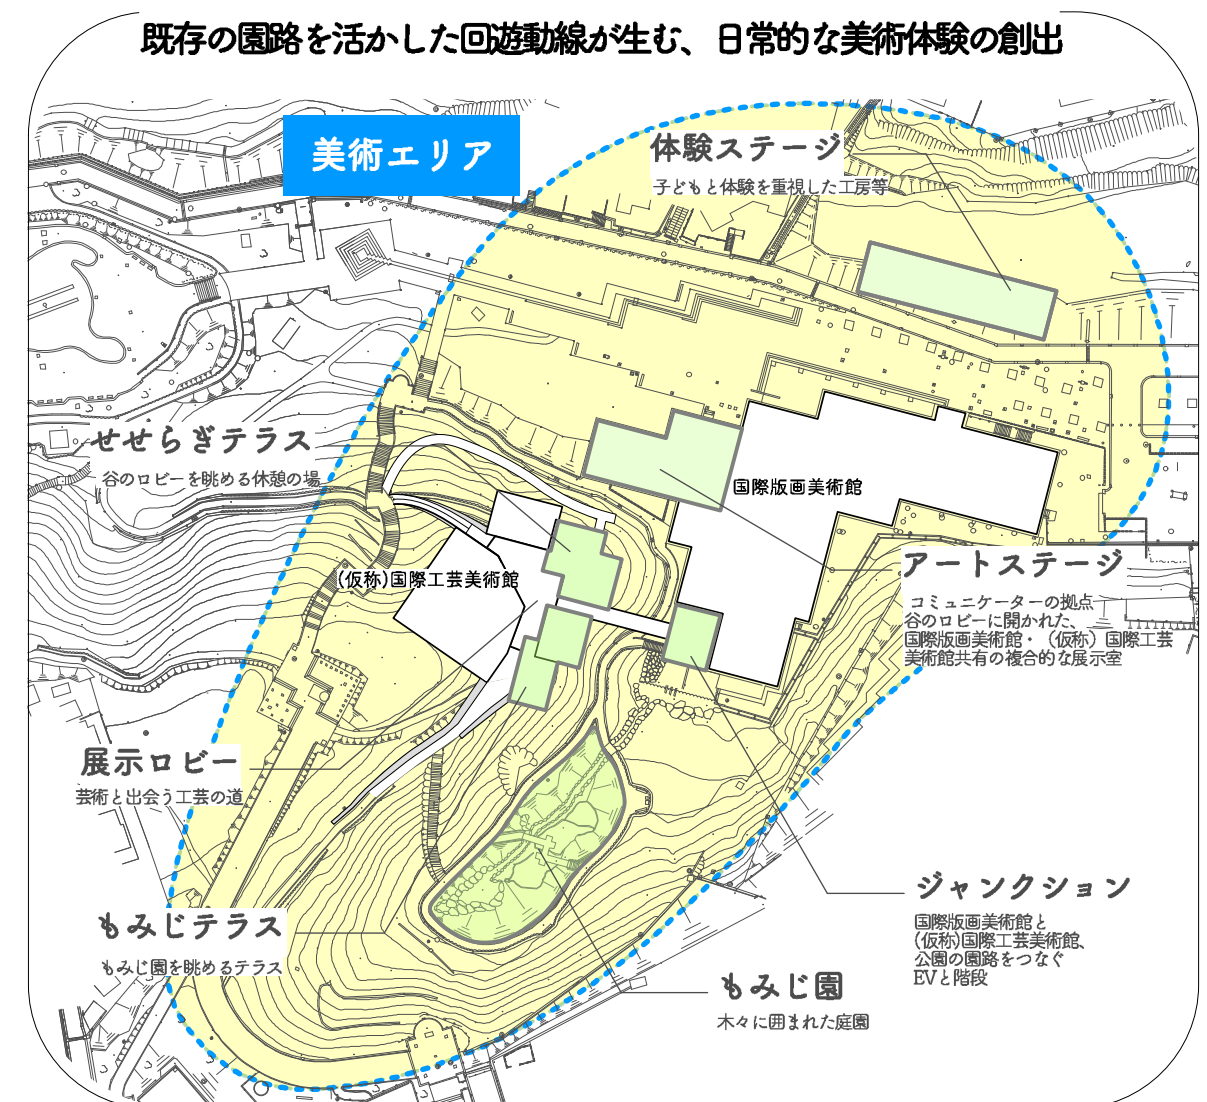 既存の園路を活かした回遊動線が生む、日常的な美術体験の創出
美術エリア
体験ステージ
子どもと体験を重視した工房等
せせらぎテラス
谷のロビーを眺める休憩の場
国際版画美術館
(仮称)国際工芸美術館
アートステージ
コミュニケーターの拠点
谷のロビーに開かれた、
国際版画美術館・（仮称）国際工芸
美術館共有の複合的な展示室
展示ロビー
芸術と出会う工芸の道
ジャンクション
国際版画美術館と
(仮称)国際工芸美術館、
公園の園路をつなぐ
EVと階段
もみじテラス
もみじ園を眺めるテラス
もみじ園
木々に囲まれた庭園